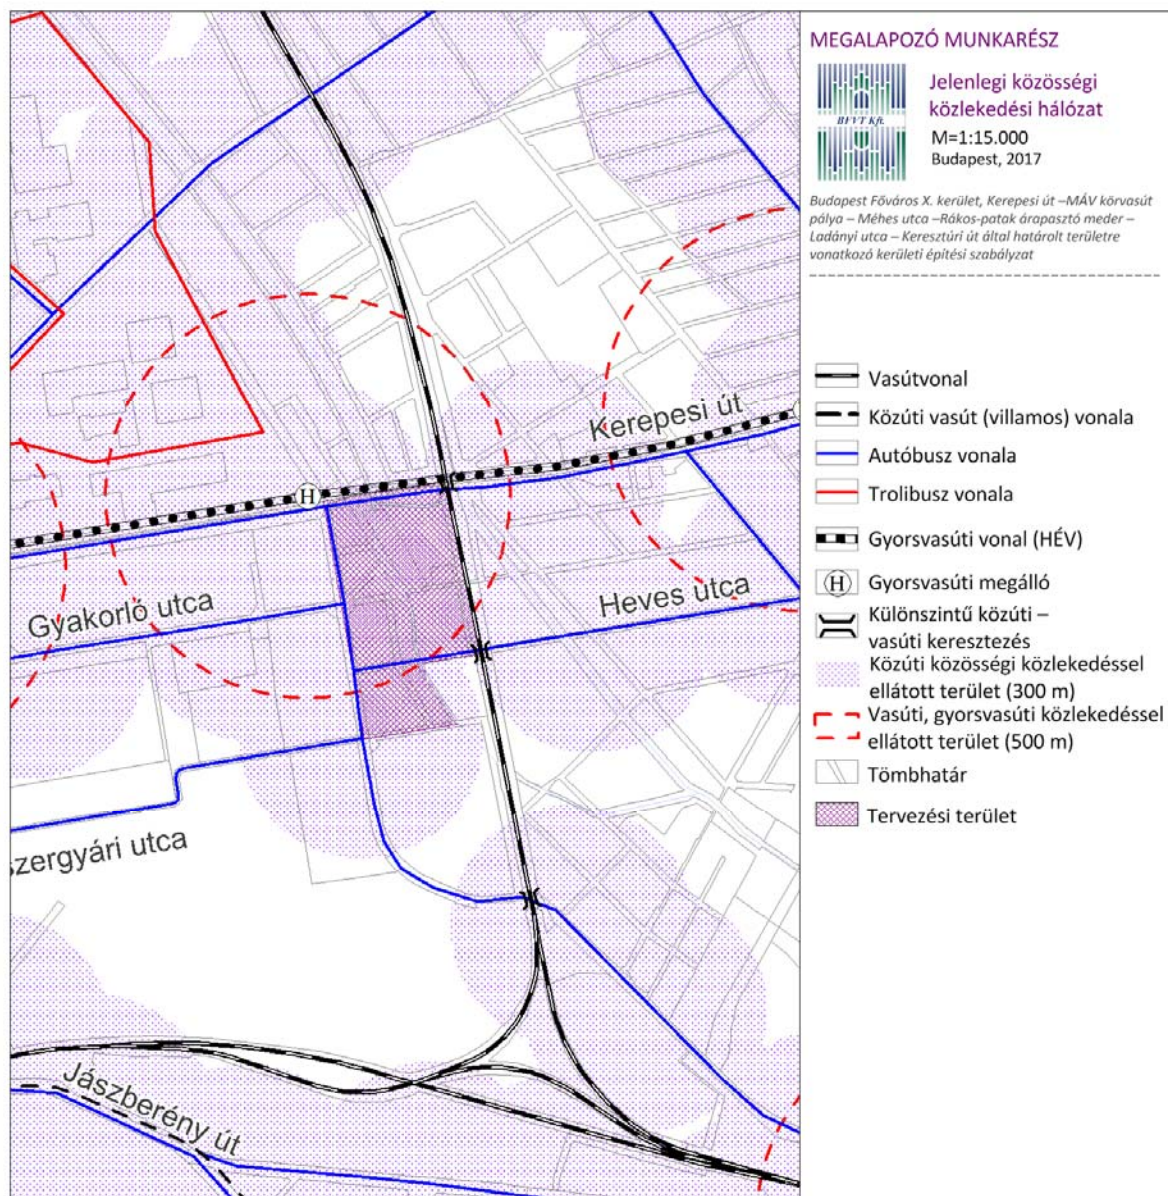 MEGALAPOZÓ MUNKARÉSZ
BFVT Kft.
Jelenlegi közösségi
közlekedési hálózat
M=1:15.000
Budapest, 2017
Budapest Főváros X. kerület, Kerepesi út –MÁV körvasút
pálya – Méhes utca –Rákos-patak árapasztó meder –
Ladányi utca – Keresztúri út által határolt területre
vonatkozó kerületi építési szabályzat
Vasútvonal
Közúti vasút (villamos) vonala
Autóbusz vonala
Trolibusz vonala
Gyorsvasúti vonal (HÉV)
H Gyorsvasúti megálló
Különszintű közúti –
vasúti keresztezés
Közúti közösségi közlekedéssel
ellátott terület (300 m)
Vasúti, gyorsvasúti közlekedéssel
ellátott terület (500 m)
Tömbhatár
Tervezési terület
Kerepesi út
H
Gyakorló utca
Heves utca
szergyári utca
Jászberény út